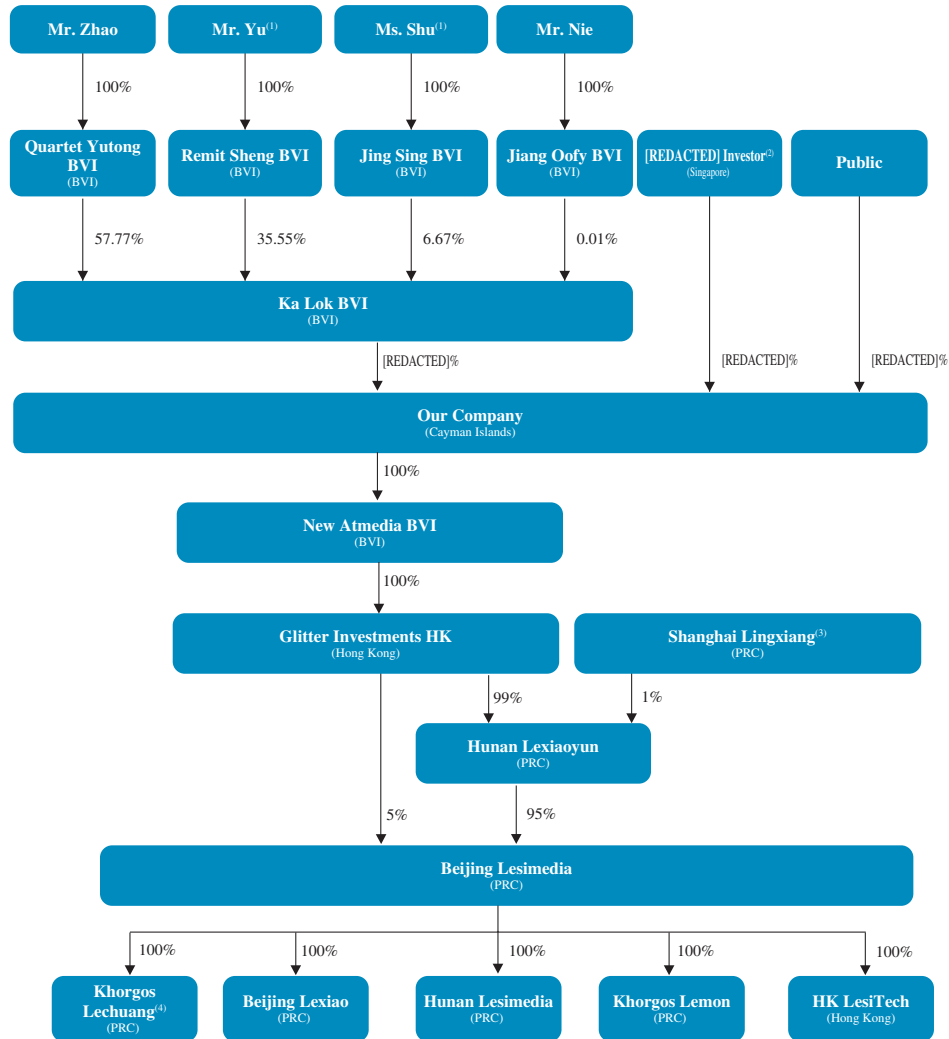 Mr. Zhao
Mr. Yu(1)
Ms. Shu(1)
Mr. Nie
100%
100%
100%
100%
Quartet Yutong
BVI
(BVI)
Remit Sheng BVI
(BVI)
Jing Sing BVI
(BVI)
Jiang Oofy BVI
(BVI)
[REDACTED] Investor(2)
(Singapore)
Public
57.77%
35.55%
6.67%
0.01%
Ka Lok BVI
(BVI)
[REDACTED]%
[REDACTED]%
[REDACTED]%
Our Company
(Cayman Islands)
100%
New Atmedia BVI
(BVI)
100%
Glitter Investments HK
(Hong Kong)
Shanghai Lingxiang(3)
(PRC)
99%
1%
Hunan Lexiaoyun
(PRC)
5%
95%
Beijing Lesimedia
(PRC)
100%
100%
100%
100%
100%
Khorgos
Lechuang(4)
(PRC)
Beijing Lexiao
(PRC)
Hunan Lesimedia
(PRC)
Khorgos Lemon
(PRC)
HK LesiTech
(Hong Kong)